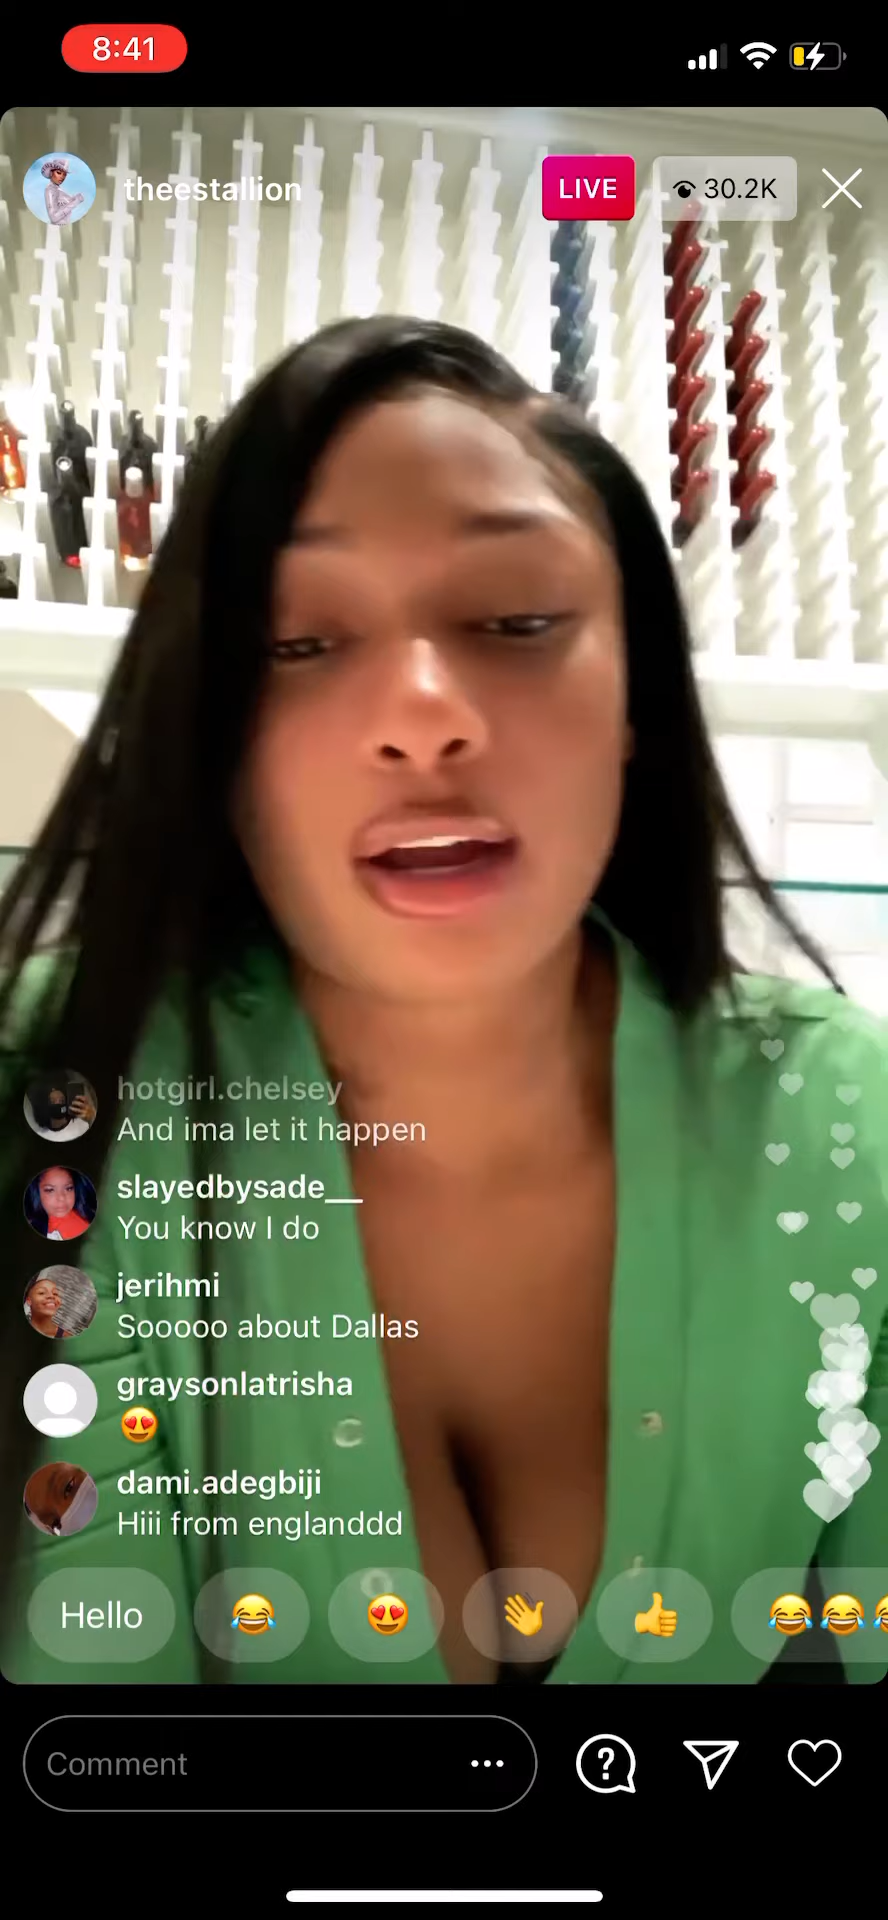 8:41
theestallion
LIVE
30.2K
hotgirl.chelsey
And ima let it happen
slayedbysade__
You know I do
jerihmi
Sooooo about Dallas
graysonlatrisha
😍
dami.adegbiji
Hiii from englanddd
Hello 😂 😍 👋 👍 😂😂😂
Comment